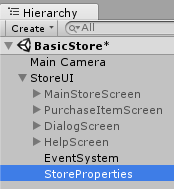 Hierarchy
Create All
BasicStore*
Main Camera
StoreUI
MainStoreScreen
PurchaseItemScreen
DialogScreen
HelpScreen
EventSystem
StoreProperties